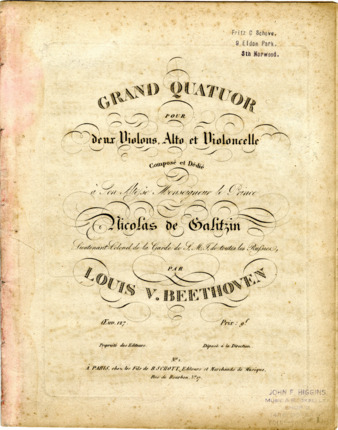 Fritz C Schove.
9 Eldon Park.
Sth Norwood.
GRAND QUATUOR
POUR
deux Violons, Alto et Violoncelle
Composé et Dédié
à Son Altesse Monseigneur le Prince
Nicolas de Galitzin
Lieutenant Colonel de la Garde de S. M. I. de toutes les Russies,
PAR
LOUIS V. BEETHOVEN
Œuv. 127. Prix: 9f
Propriété des Editeurs. Déposé à la Direction.
A PARIS, chez les Fils de B. SCHOTT, Editeurs et Marchands de Musique,
Rue de Bourbon, No. 17.
JOHN F. HIGGINS